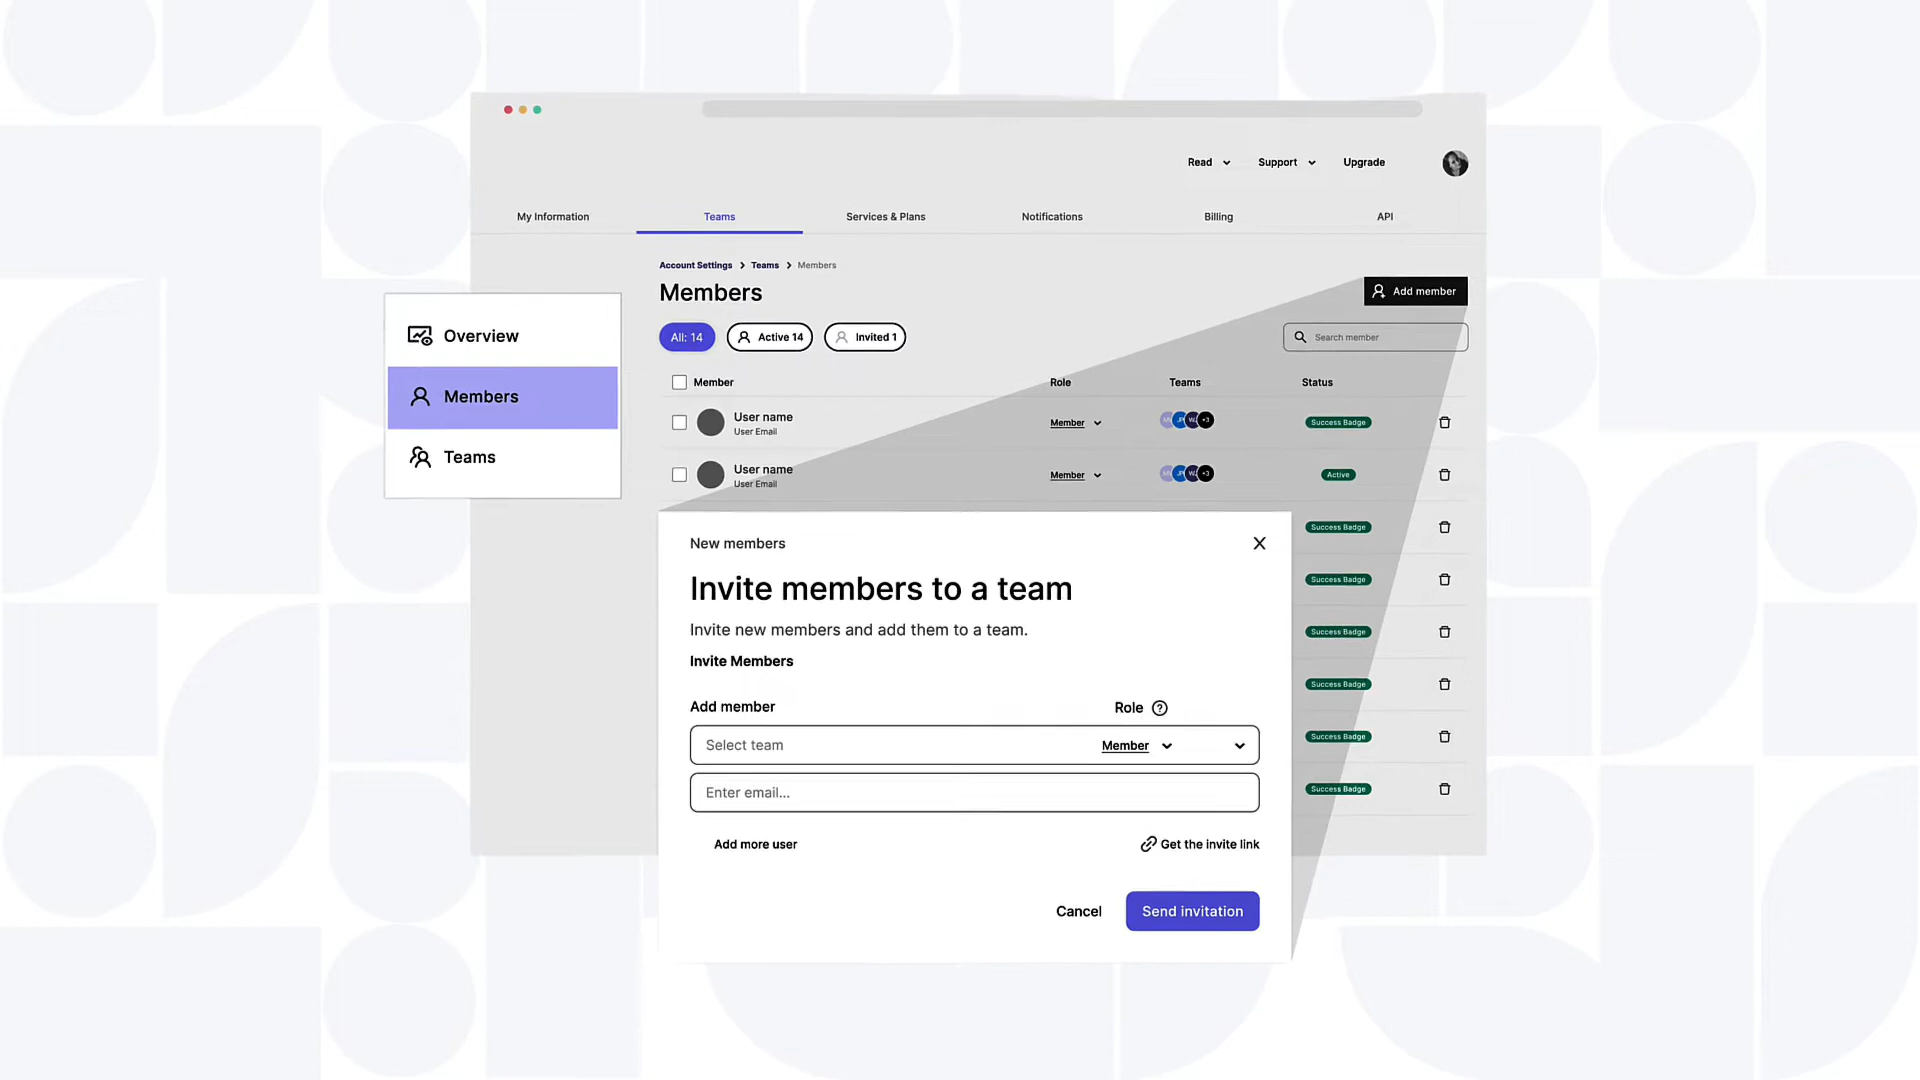 Read
Support
Upgrade
My Information
Teams
Services & Plans
Notifications
Billing
API
Account Settings > Teams > Members
Members
Add member
All: 14
Active 14
Invited 1
Search member
Overview
Members
Teams
Member
Role
Teams
Status
User name
User Email
Member
+3
Success Badge
User name
User Email
Member
+3
Active
Success Badge
Success Badge
Success Badge
Success Badge
Success Badge
Success Badge
New members
Invite members to a team
Invite new members and add them to a team.
Invite Members
Add member
Role ?
Select team
Member
Enter email...
Add more user
Get the invite link
Cancel
Send invitation